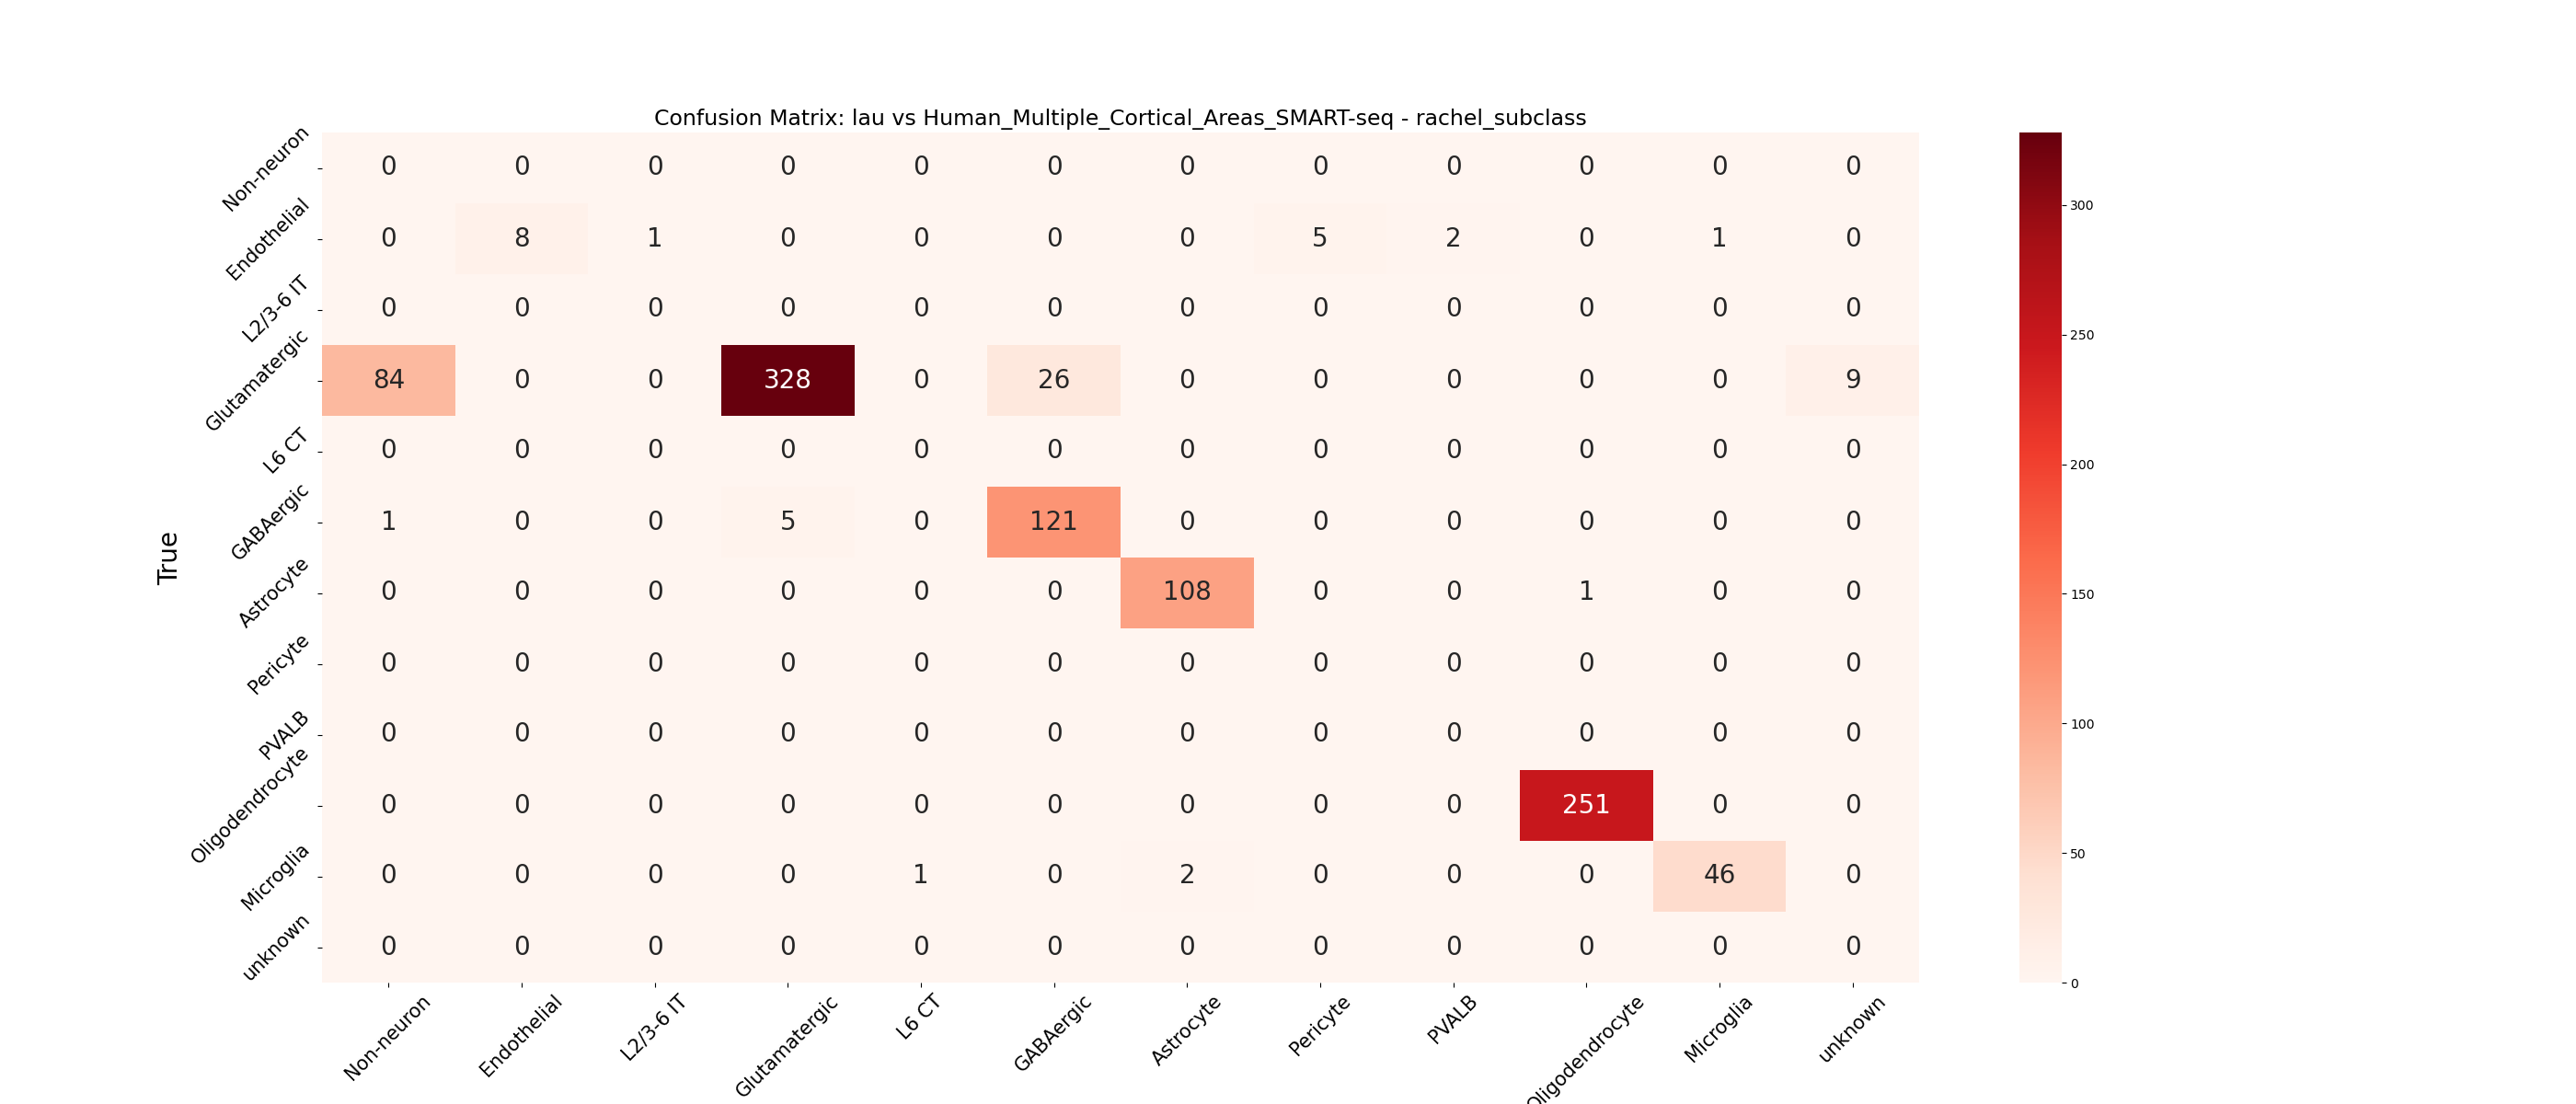 Confusion Matrix: lau vs Human_Multiple_Cortical_Areas_SMART-seq - rachel_subclass
True
Non-neuron 0 0 0 0 0 0 0 0 0 0 0 0
Endothelial 0 8 1 0 0 0 0 5 2 0 1 0
L2/3-6 IT 0 0 0 0 0 0 0 0 0 0 0 0
Glutamatergic 84 0 0 328 0 26 0 0 0 0 0 9
L6 CT 0 0 0 0 0 0 0 0 0 0 0 0
GABAergic 1 0 0 5 0 121 0 0 0 0 0 0
Astrocyte 0 0 0 0 0 0 108 0 0 1 0 0
Pericyte 0 0 0 0 0 0 0 0 0 0 0 0
PVALB 0 0 0 0 0 0 0 0 0 0 0 0
Oligodendrocyte 0 0 0 0 0 0 0 0 0 251 0 0
Microglia 0 0 0 0 1 0 2 0 0 0 46 0
unknown 0 0 0 0 0 0 0 0 0 0 0 0
Non-neuron Endothelial L2/3-6 IT Glutamatergic L6 CT GABAergic Astrocyte Pericyte PVALB Oligodendrocyte Microglia unknown
300
250
200
150
100
50
0